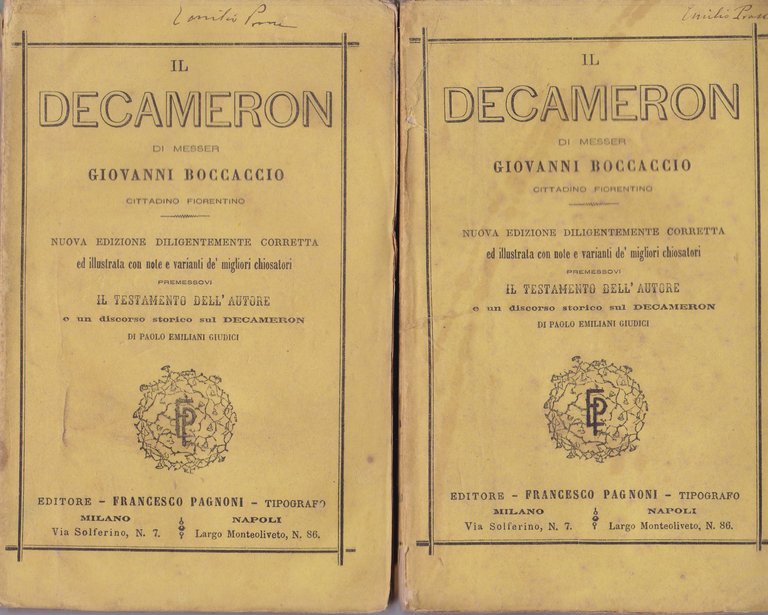 Emilio
IL
DECAMERON
DI MESSER
GIOVANNI BOCCACCIO
CITTADINO FIORENTINO
NUOVA EDIZIONE DILIGENTEMENTE CORRETTA
ed illustrata con note e varianti de' migliori chiosatori
PREMESSOVI
IL TESTAMENTO DELL'AUTORE
e un discorso storico sul DECAMERON
DI PAOLO EMILIANI GIUDICI
EDITORE - FRANCESCO PAGNONI - TIPOGRAFO
MILANO NAPOLI
Via Solferino, N. 7. Largo Monteoliveto, N. 86.
Emilio
IL
DECAMERON
DI MESSER
GIOVANNI BOCCACCIO
CITTADINO FIORENTINO
NUOVA EDIZIONE DILIGENTEMENTE CORRETTA
ed illustrata con note e varianti de' migliori chiosatori
PREMESSOVI
IL TESTAMENTO DELL'AUTORE
e un discorso storico sul DECAMERON
DI PAOLO EMILIANI GIUDICI
EDITORE - FRANCESCO PAGNONI - TIPOGRAFO
MILANO NAPOLI
Via Solferino, N. 7. Largo Monteoliveto, N. 86.